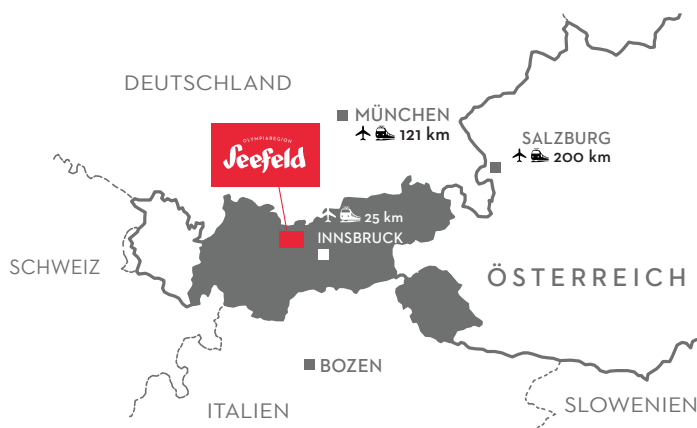 DEUTSCHLAND
MÜNCHEN
121 km
OLYMPIAREGION
Seefeld
SALZBURG
200 km
25 km
INNSBRUCK
SCHWEIZ
ÖSTERREICH
BOZEN
ITALIEN
SLOWENIEN